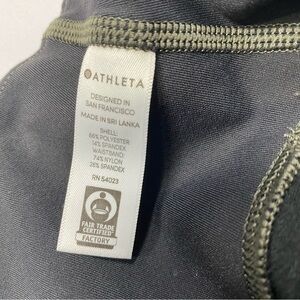 ATHLETA
DESIGNED IN
SAN FRANCISCO
MADE IN SRI LANKA
SHELL:
66% POLYESTER
14% SPANDEX
WAISTBAND:
74% NYLON
26% SPANDEX
RN 54023
FAIR TRADE
CERTIFIED
FACTORY